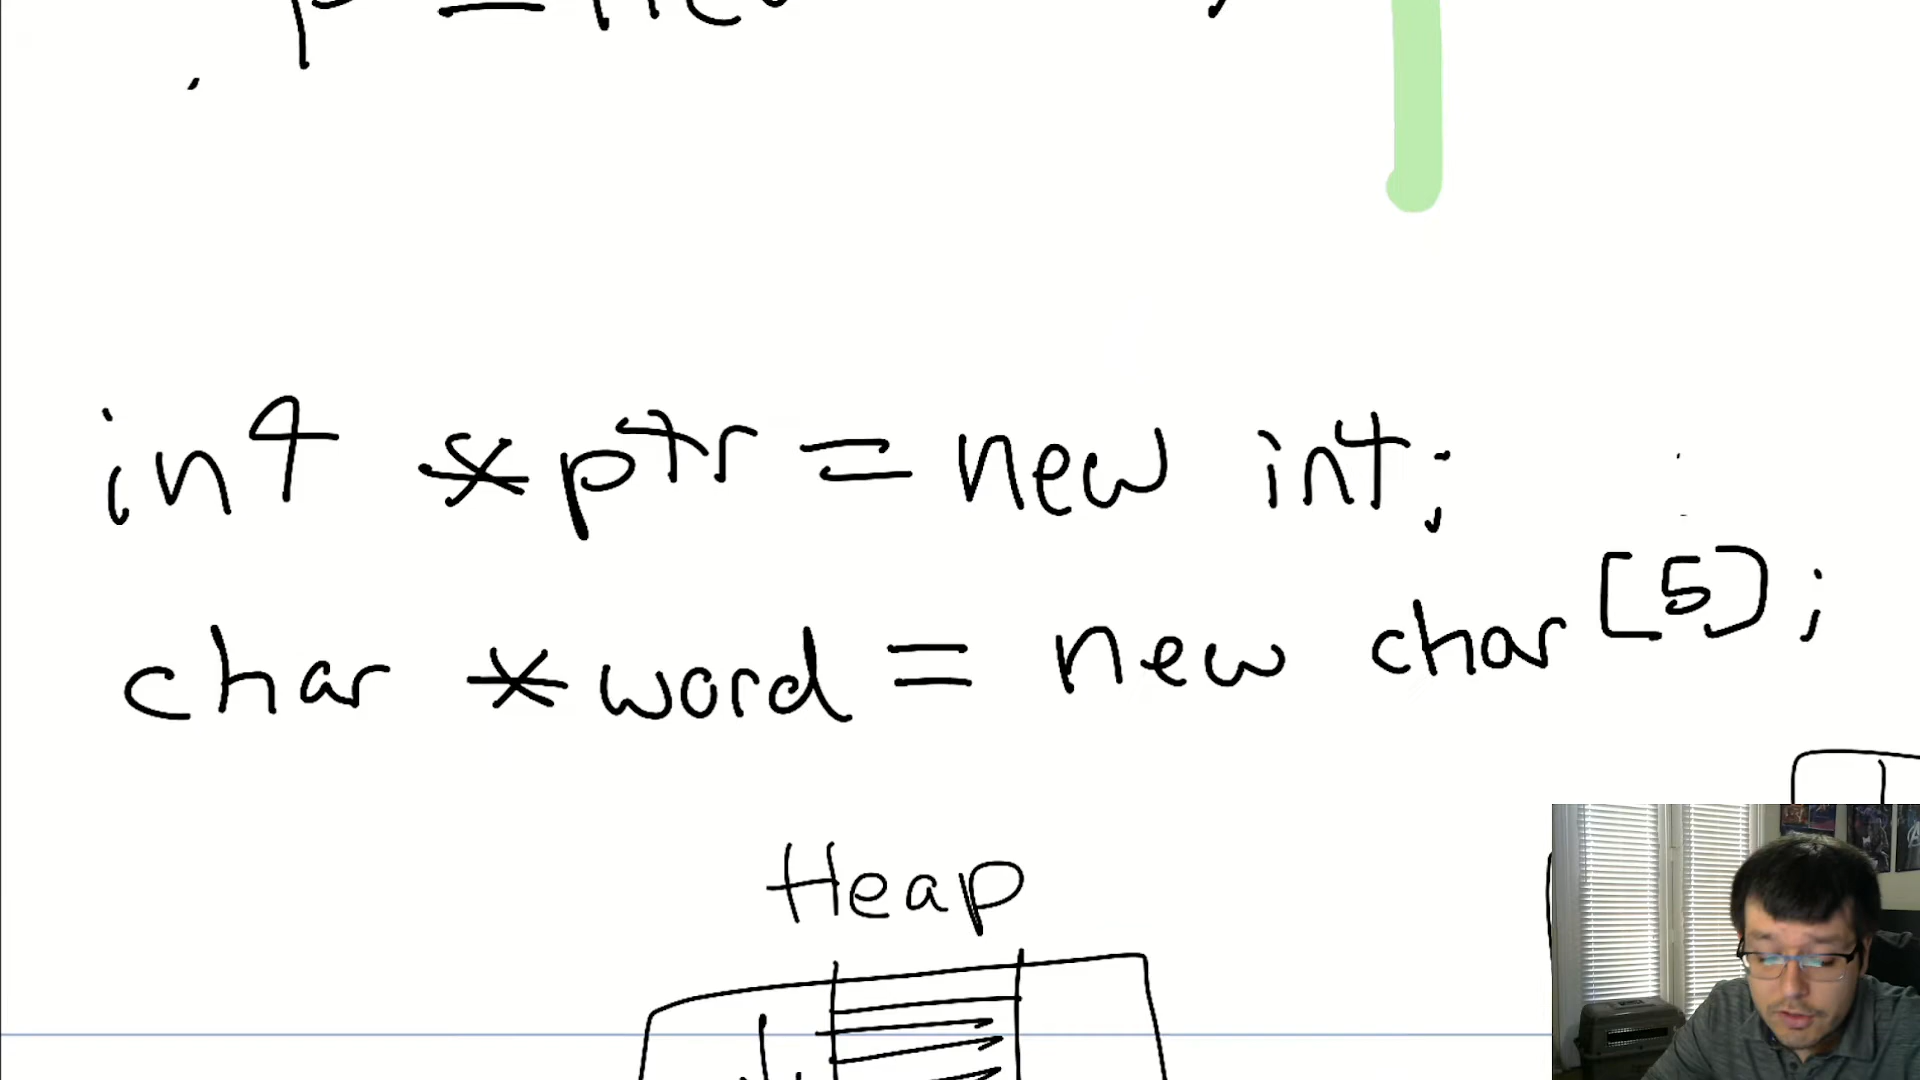 int *ptr = new int;
char *word = new char[5];
Heap